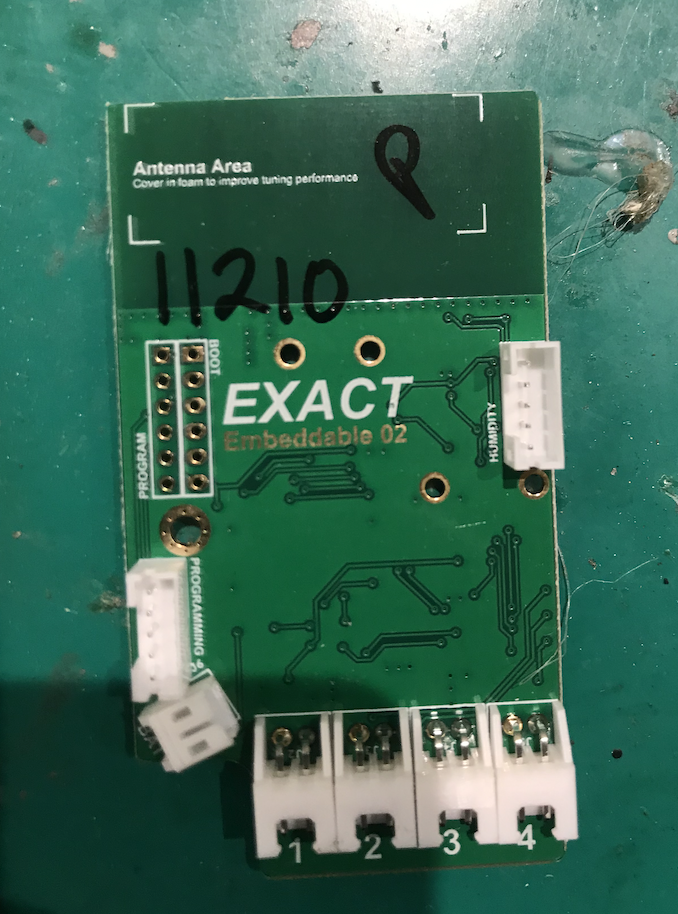 Antenna Area
Cover in foam to improve tuning performance
P
11210
BOOT
EXACT
Embeddable 02
HUMIDITY
PROGRAM
PROGRAMMING
1
2
3
4